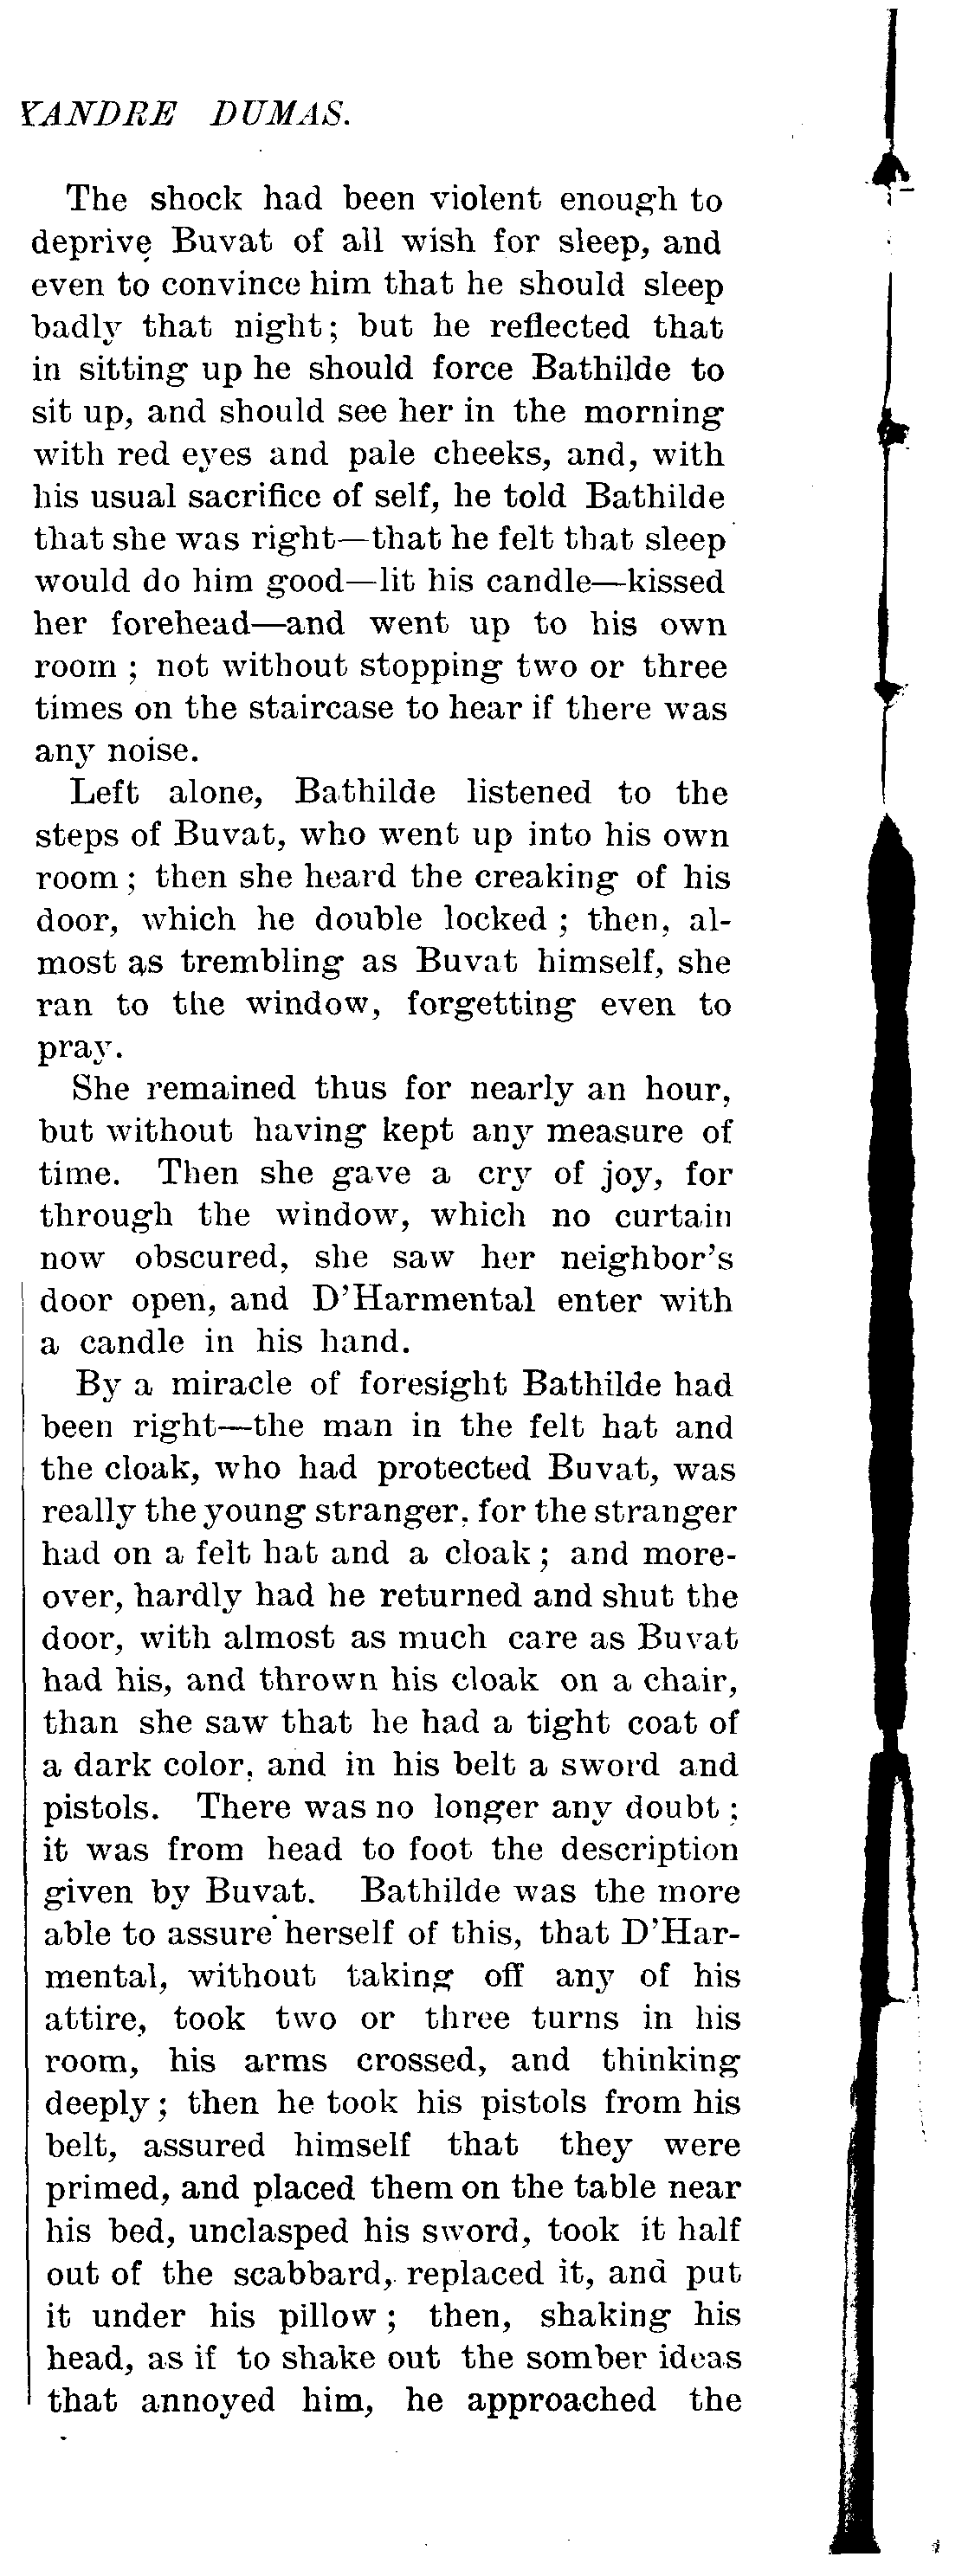 XANDRE DUMAS.
The shock had been violent enough to
deprive Buvat of all wish for sleep, and
even to convince him that he should sleep
badly that night; but he reflected that
in sitting up he should force Bathilde to
sit up, and should see her in the morning
with red eyes and pale cheeks, and, with
his usual sacrifice of self, he told Bathilde
that she was right—that he felt that sleep
would do him good—lit his candle—kissed
her forehead—and went up to his own
room ; not without stopping two or three
times on the staircase to hear if there was
any noise.
Left alone, Bathilde listened to the
steps of Buvat, who went up into his own
room ; then she heard the creaking of his
door, which he double locked ; then, al-
most as trembling as Buvat himself, she
ran to the window, forgetting even to
pray.
She remained thus for nearly an hour,
but without having kept any measure of
time. Then she gave a cry of joy, for
through the window, which no curtain
now obscured, she saw her neighbor's
door open, and D'Harmental enter with
a candle in his hand.
By a miracle of foresight Bathilde had
been right—the man in the felt hat and
the cloak, who had protected Buvat, was
really the young stranger, for the stranger
had on a felt hat and a cloak ; and more-
over, hardly had he returned and shut the
door, with almost as much care as Buvat
had his, and thrown his cloak on a chair,
than she saw that he had a tight coat of
a dark color, and in his belt a sword and
pistols. There was no longer any doubt ;
it was from head to foot the description
given by Buvat. Bathilde was the more
able to assure herself of this, that D'Har-
mental, without taking off any of his
attire, took two or three turns in his
room, his arms crossed, and thinking
deeply ; then he took his pistols from his
belt, assured himself that they were
primed, and placed them on the table near
his bed, unclasped his sword, took it half
out of the scabbard, replaced it, and put
it under his pillow ; then, shaking his
head, as if to shake out the somber ideas
that annoyed him, he approached the